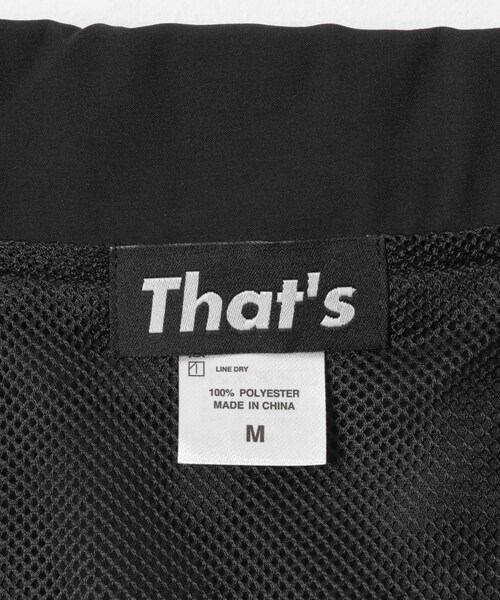 That's
LINE DRY
100% POLYESTER
MADE IN CHINA
M